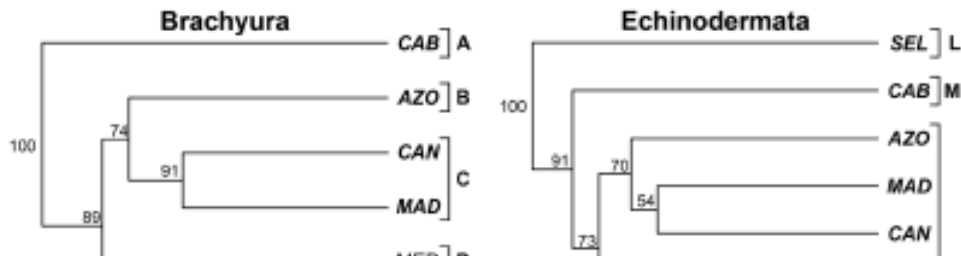 Brachyura
CAB A
AZO B
74
100
CAN
91
C
MAD
89
Echinodermata
SEL L
100
CAB M
AZO
91
70
MAD
54
CAN
73